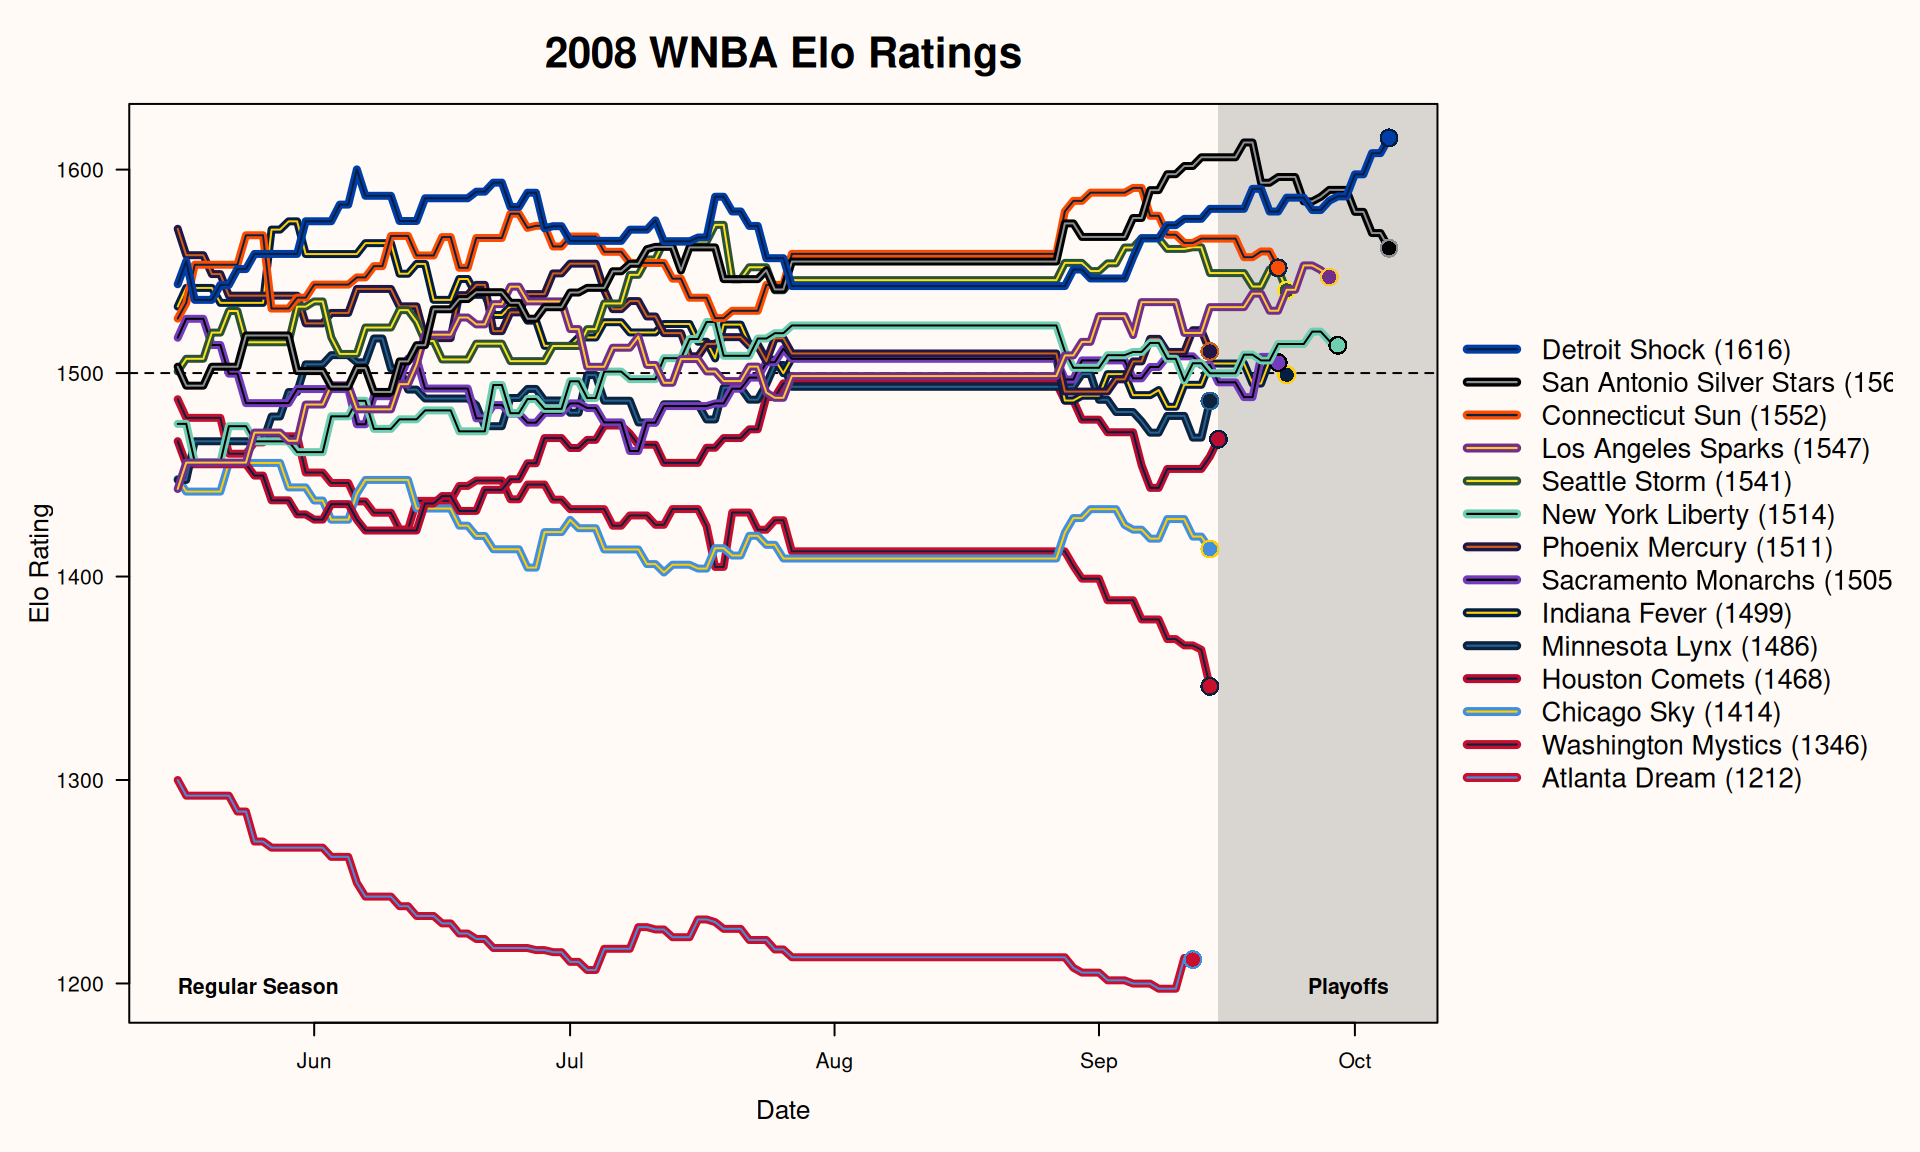 2008 WNBA Elo Ratings
Elo Rating
1600
1500
1400
1300
1200
Regular Season
Playoffs
Jun
Jul
Aug
Sep
Oct
Date
Detroit Shock (1616)
San Antonio Silver Stars (156
Connecticut Sun (1552)
Los Angeles Sparks (1547)
Seattle Storm (1541)
New York Liberty (1514)
Phoenix Mercury (1511)
Sacramento Monarchs (1505
Indiana Fever (1499)
Minnesota Lynx (1486)
Houston Comets (1468)
Chicago Sky (1414)
Washington Mystics (1346)
Atlanta Dream (1212)